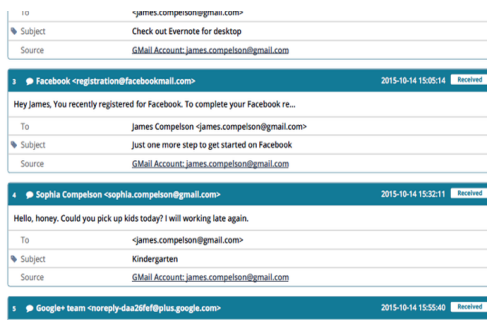 To <james.compelson@gmail.com>
Subject Check out Evernote for desktop
Source GMail Account: james.compelson@gmail.com
3 Facebook <registration@facebookmail.com> 2015-10-14 15:05:14 Received
Hey James, You recently registered for Facebook. To complete your Facebook re...
To James Compelson <james.compelson@gmail.com>
Subject Just one more step to get started on Facebook
Source GMail Account: james.compelson@gmail.com
4 Sophia Compelson <sophia.compelson@gmail.com> 2015-10-14 15:32:11 Received
Hello, honey. Could you pick up kids today? I will working late again.
To <james.compelson@gmail.com>
Subject Kindergarten
Source GMail Account: james.compelson@gmail.com
5 Google+ team <noreply-daa26fef@plus.google.com> 2015-10-14 15:55:40 Received